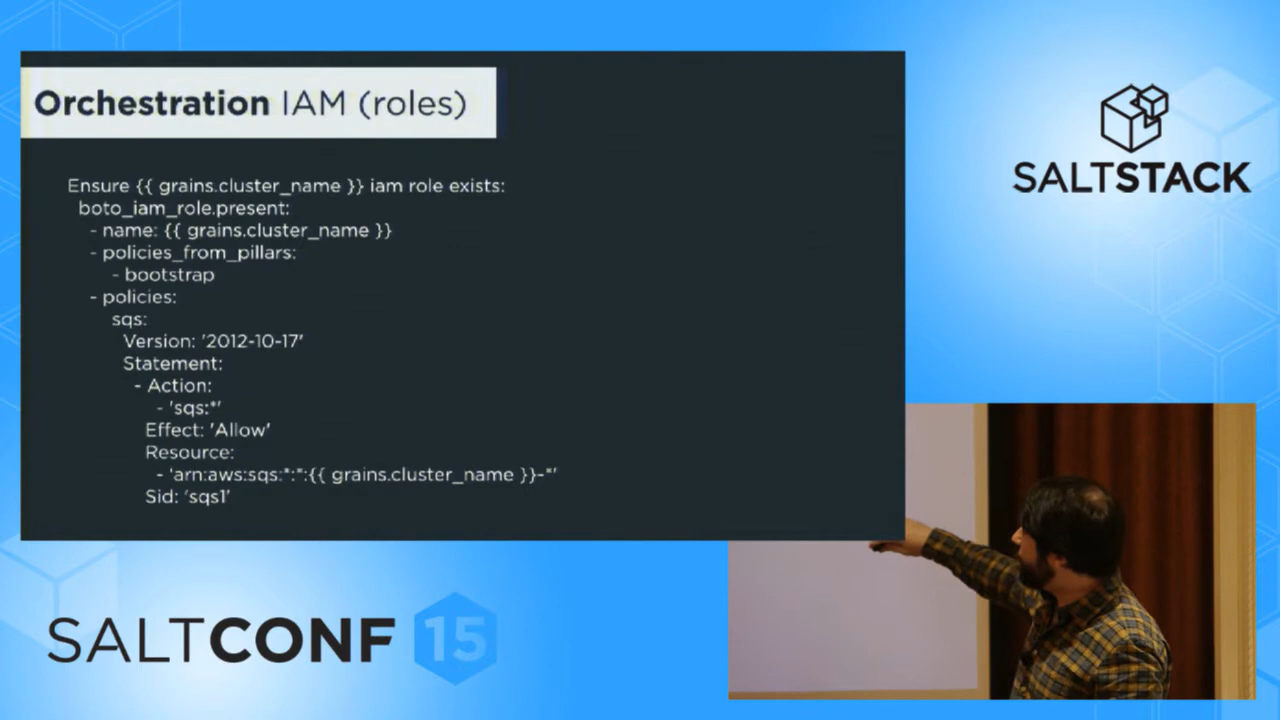 Orchestration IAM (roles)
Ensure {{ grains.cluster_name }} iam role exists:
boto_iam_role.present:
- name: {{ grains.cluster_name }}
- policies_from_pillars:
- bootstrap
- policies:
sqs:
Version: '2012-10-17'
Statement:
- Action:
- 'sqs:*'
Effect: 'Allow'
Resource:
- 'arn:aws:sqs:*:*:{{ grains.cluster_name }}-*'
Sid: 'sqs1'
SALTSTACK
SALTCONF 15